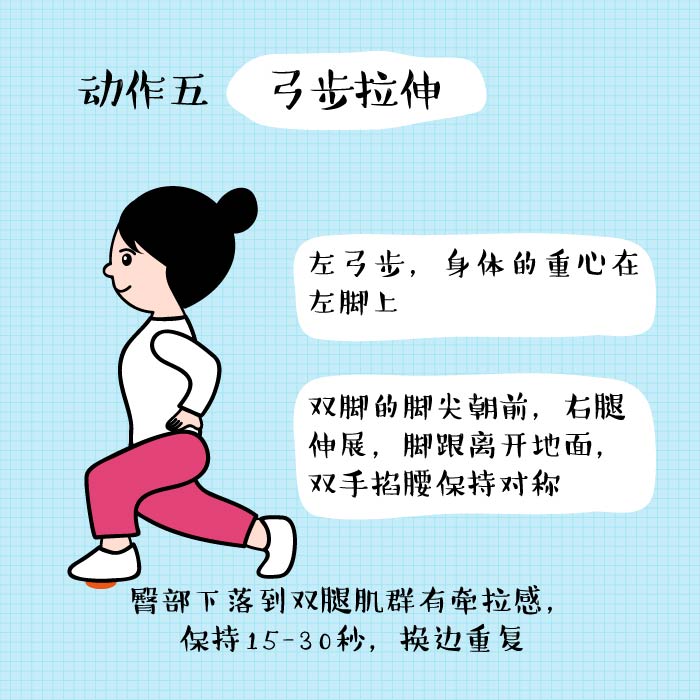 动作五 弓步拉伸
左弓步，身体的重心在
左脚上
双脚的脚尖朝前，右腿
伸展，脚跟离开地面，
双手掐腰保持对称
臀部下落到双腿肌群有牵拉感，
保持15-30秒，换边重复